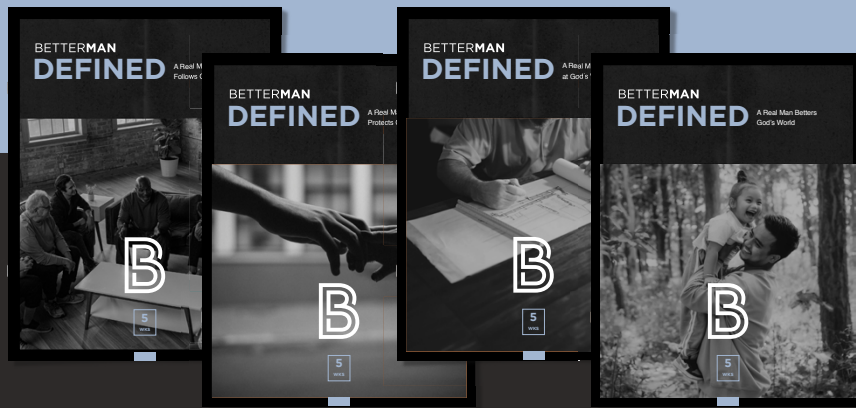 BETTERMAN
DEFINED
A Real
Follows
B
5
WKS
BETTERMAN
DEFINED
A Real
Protects
B
5
WKS
BETTERMAN
DEFINED
A Real
at God's
B
5
WKS
BETTERMAN
DEFINED
A Real Man Betters
God's World
B
5
WKS